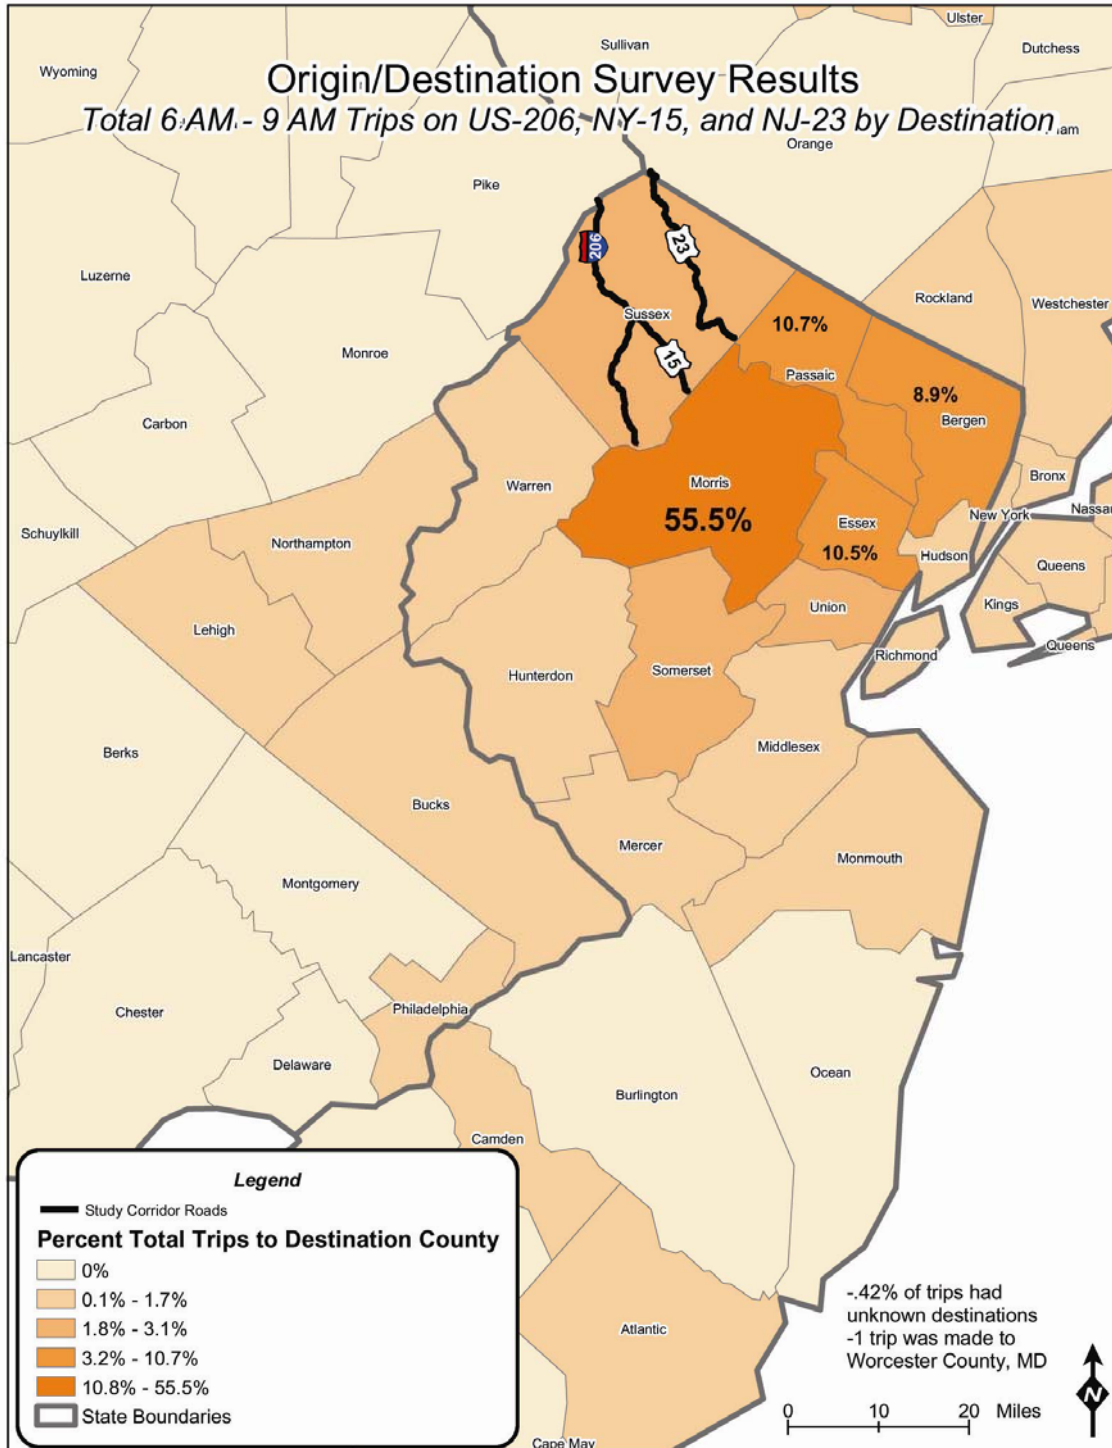 Ulster
Sullivan
Dutchess
Wyoming
Origin/Destination Survey Results
Total 6 AM - 9 AM Trips on US-206, NY-15, and NJ-23 by Destination
Orange
Pike
206
23
Luzerne
Rockland
Westchester
Sussex
10.7%
Monroe
15
Passaic
8.9%
Bergen
Carbon
Warren
Morris
Bronx
55.5%
Essex
New York
Nassau
Schuylkill
Northampton
10.5%
Hudson
Queens
Kings
Union
Lehigh
Queens
Richmond
Hunterdon
Somerset
Berks
Middlesex
Bucks
Mercer
Monmouth
Montgomery
Lancaster
Chester
Philadelphia
Delaware
Ocean
Burlington
Camden
Legend
Study Corridor Roads
Percent Total Trips to Destination County
0%
0.1% - 1.7%
1.8% - 3.1%
3.2% - 10.7%
10.8% - 55.5%
State Boundaries
Atlantic
-.42% of trips had
unknown destinations
-1 trip was made to
Worcester County, MD
N
0 10 20 Miles
Cape May